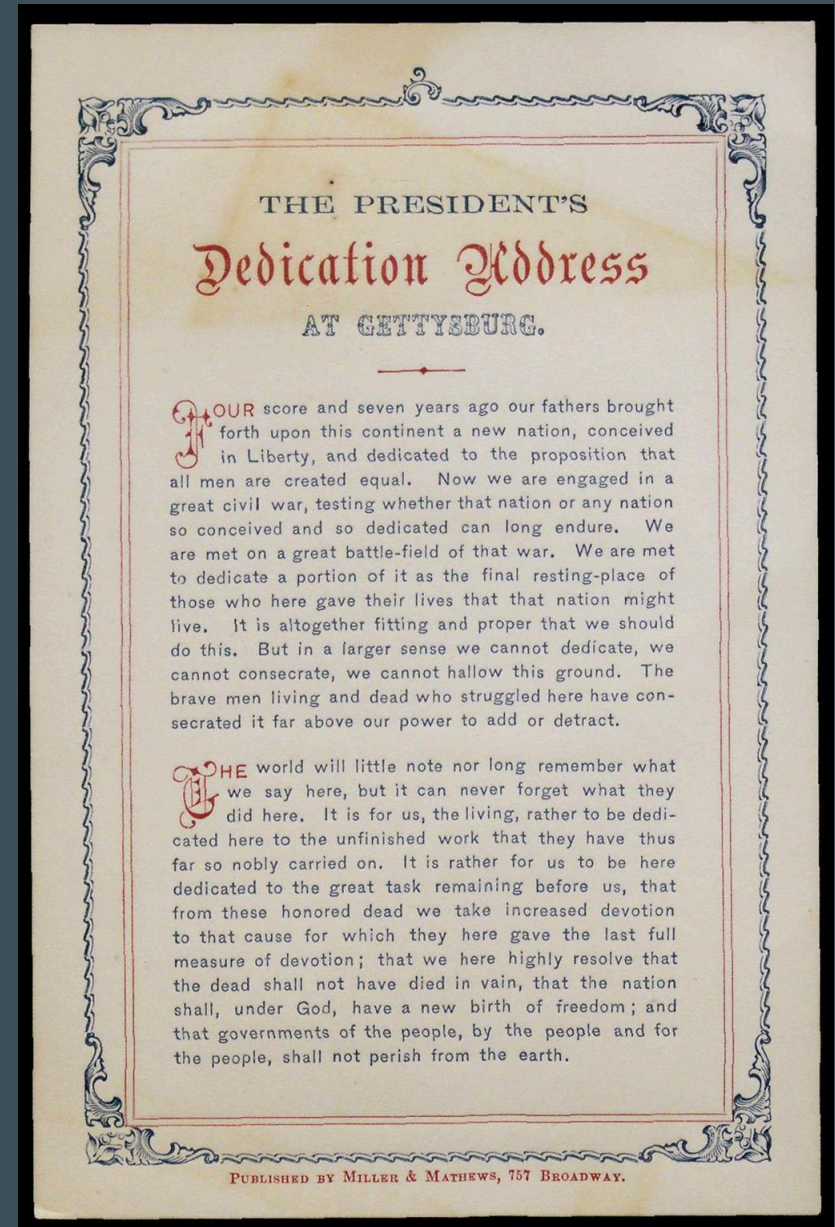 THE PRESIDENT'S
Dedication Address
AT GETTYSBURG.
FOUR score and seven years ago our fathers brought
forth upon this continent a new nation, conceived
in Liberty, and dedicated to the proposition that
all men are created equal. Now we are engaged in a
great civil war, testing whether that nation or any nation
so conceived and so dedicated can long endure. We
are met on a great battle-field of that war. We are met
to dedicate a portion of it as the final resting-place of
those who here gave their lives that that nation might
live. It is altogether fitting and proper that we should
do this. But in a larger sense we cannot dedicate, we
cannot consecrate, we cannot hallow this ground. The
brave men living and dead who struggled here have con-
secrated it far above our power to add or detract.
THE world will little note nor long remember what
we say here, but it can never forget what they
did here. It is for us, the living, rather to be dedi-
cated here to the unfinished work that they have thus
far so nobly carried on. It is rather for us to be here
dedicated to the great task remaining before us, that
from these honored dead we take increased devotion
to that cause for which they here gave the last full
measure of devotion; that we here highly resolve that
the dead shall not have died in vain, that the nation
shall, under God, have a new birth of freedom; and
that governments of the people, by the people and for
the people, shall not perish from the earth.
PUBLISHED BY MILLER & MATHEWS, 757 BROADWAY.